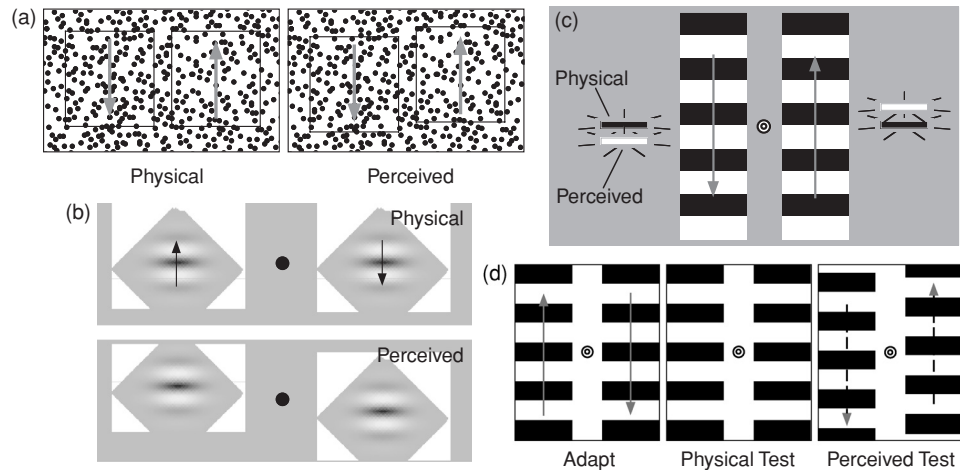 (a)
Physical
Perceived
(b)
Physical
Perceived
(c)
Physical
Perceived
(d)
Adapt
Physical Test
Perceived Test